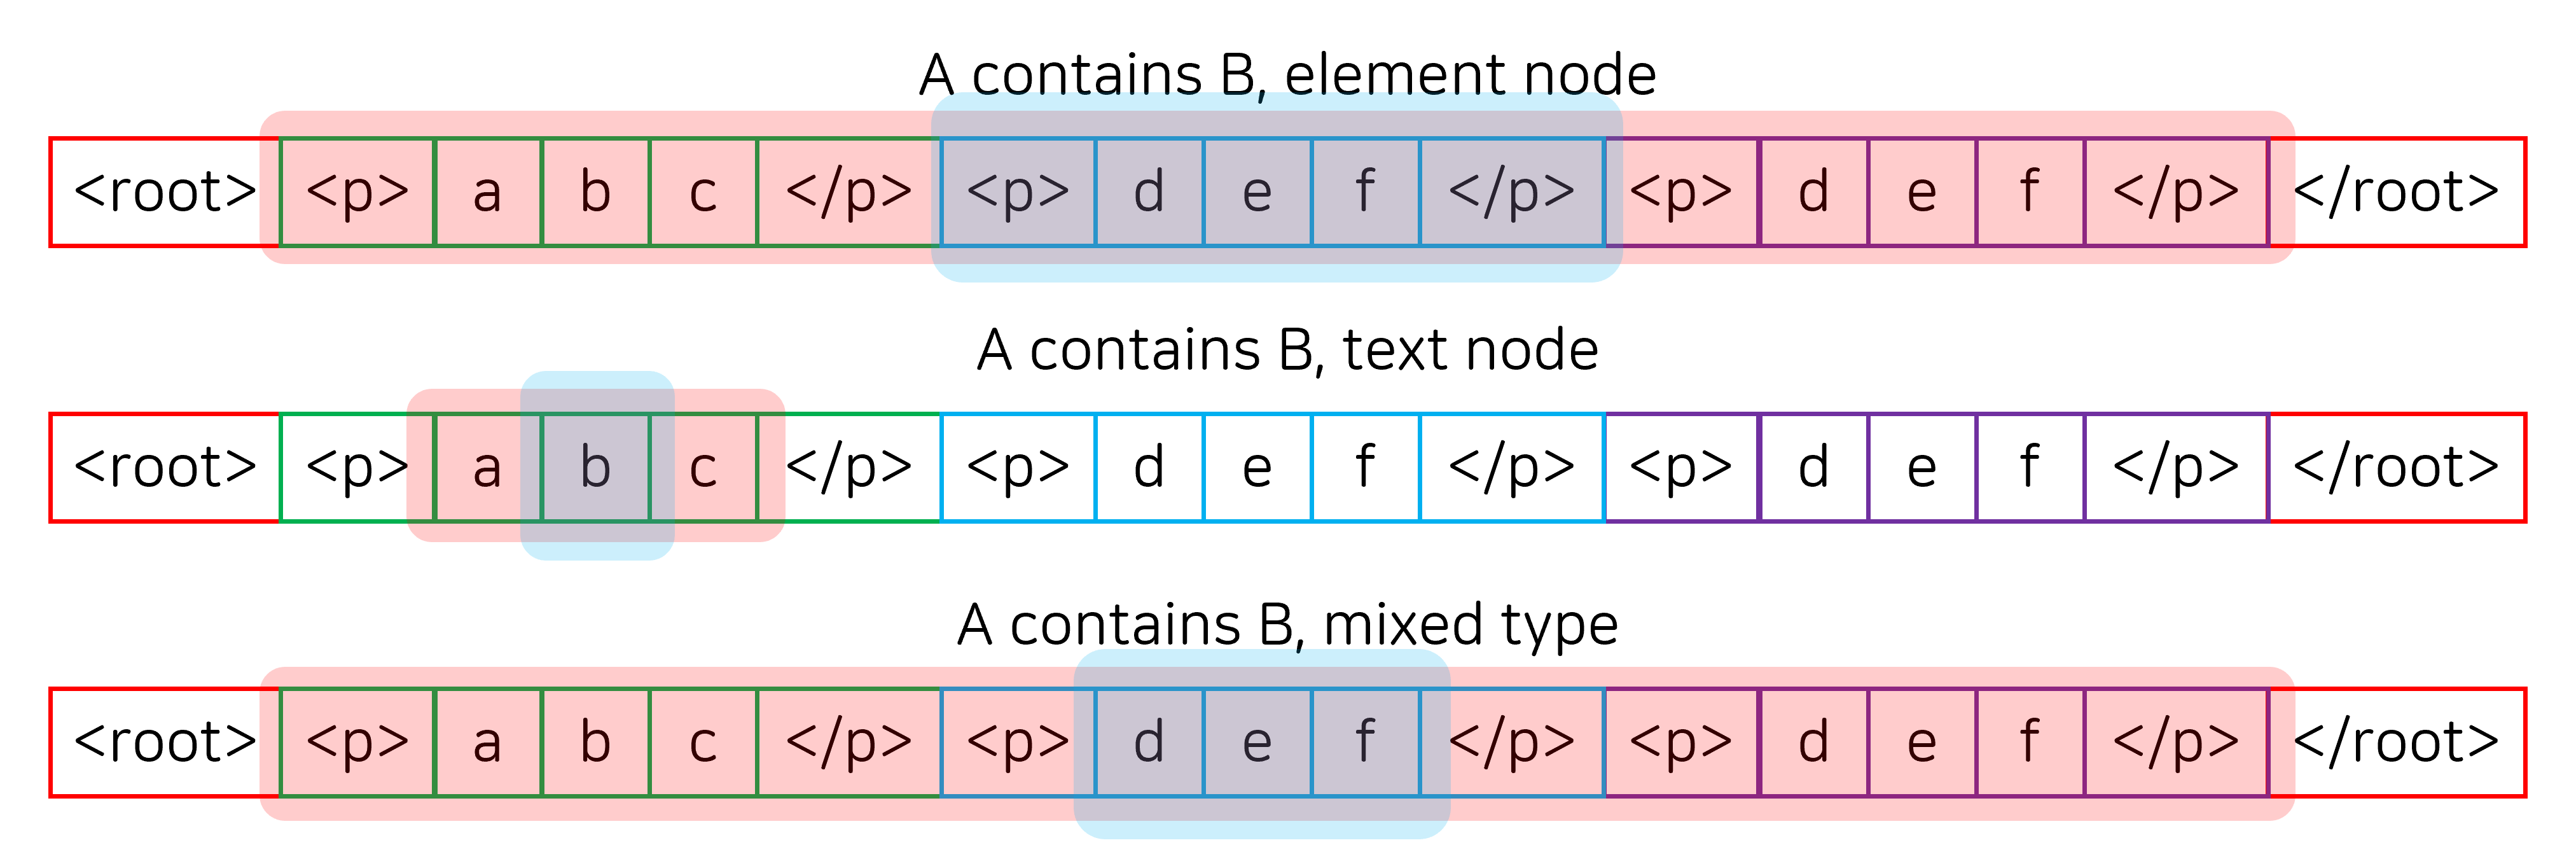 A contains B, element node
<root> <p> a b c </p> <p> d e f </p> <p> d e f </p> </root>
A contains B, text node
<root> <p> a b c </p> <p> d e f </p> <p> d e f </p> </root>
A contains B, mixed type
<root> <p> a b c </p> <p> d e f </p> <p> d e f </p> </root>